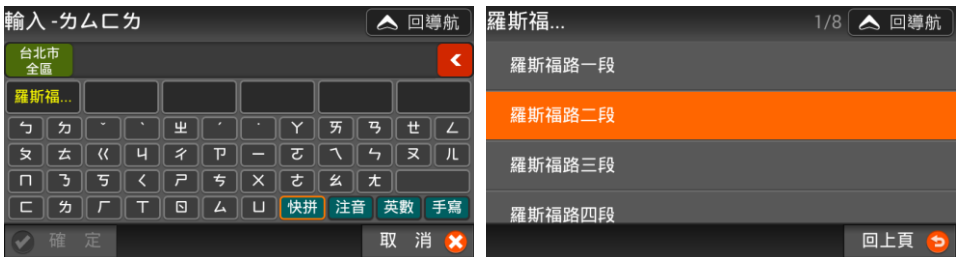 輸入 -ㄌㄙㄈㄌ
回導航
台北市
全區
羅斯福...
ㄅ ㄉ ˇ ˋ ㄓ ˊ ˙ ㄚ ㄞ ㄢ ㄝ ㄥ
ㄆ ㄊ ㄍ ㄐ ㄔ ㄗ ㄧ ㄛ ㄟ ㄣ ㄡ ㄦ
ㄇ ㄋ ㄎ ㄑ ㄕ ㄘ ㄨ ㄜ ㄠ ㄤ
ㄈ ㄌ ㄏ ㄒ ㄖ ㄙ ㄩ 快拼 注音 英數 手寫
確 定
取 消
羅斯福...
1/8
回導航
羅斯福路一段
羅斯福路二段
羅斯福路三段
羅斯福路四段
回上頁